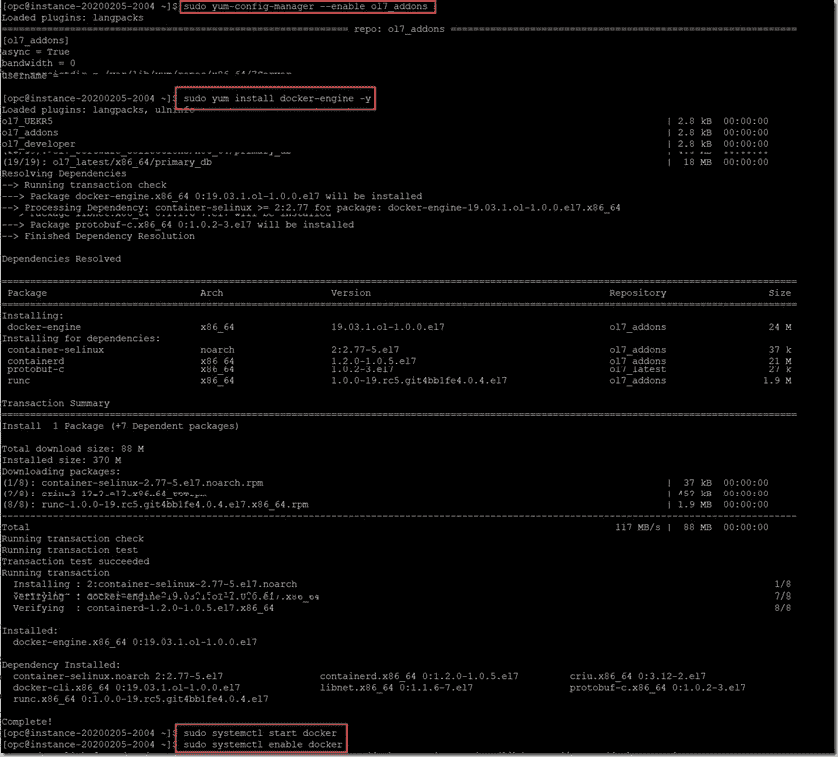 [opc@instance-20200205-2004 ~]$ sudo yum-config-manager --enable ol7_addons
Loaded plugins: langpacks
================ repo: ol7_addons ================
[ol7_addons]
async = True
bandwidth = 0
username =
[opc@instance-20200205-2004 ~]$ sudo yum install docker-engine -y
Loaded plugins: langpacks, ulninfo
ol7_UEKR5 | 2.8 kB 00:00:00
ol7_addons | 2.8 kB 00:00:00
ol7_developer | 2.8 kB 00:00:00
(19/19): ol7_latest/x86_64/primary_db | 18 MB 00:00:00
Resolving Dependencies
--> Running transaction check
---> Package docker-engine.x86_64 0:19.03.1.ol-1.0.0.el7 will be installed
--> Processing Dependency: container-selinux >= 2:2.77 for package: docker-engine-19.03.1.ol-1.0.0.el7.x86_64
---> Package protobuf-c.x86_64 0:1.0.2-3.el7 will be installed
--> Finished Dependency Resolution
Dependencies Resolved
Package Arch Version Repository Size
Installing:
docker-engine x86_64 19.03.1.ol-1.0.0.el7 ol7_addons 24 M
Installing for dependencies:
container-selinux noarch 2:2.77-5.el7 ol7_addons 37 k
containerd x86_64 1.2.0-1.0.5.el7 ol7_addons 21 M
protobuf-c x86_64 1.0.2-3.el7 ol7_latest 27 k
runc x86_64 1.0.0-19.rc5.git4bb1fe4.0.4.el7 ol7_addons 1.9 M
Transaction Summary
Install 1 Package (+7 Dependent packages)
Total download size: 88 M
Installed size: 370 M
Downloading packages:
(1/8): container-selinux-2.77-5.el7.noarch.rpm | 37 kB 00:00:00
(8/8): runc-1.0.0-19.rc5.git4bb1fe4.0.4.el7.x86_64.rpm | 1.9 MB 00:00:00
Total 117 MB/s | 88 MB 00:00:00
Running transaction check
Running transaction test
Transaction test succeeded
Running transaction
Installing : 2:container-selinux-2.77-5.el7.noarch 1/8
Verifying : docker-engine-19.03.1.ol-1.0.0.el7.x86_64 7/8
Verifying : containerd-1.2.0-1.0.5.el7.x86_64 8/8
Installed:
docker-engine.x86_64 0:19.03.1.ol-1.0.0.el7
Dependency Installed:
container-selinux.noarch 2:2.77-5.el7 containerd.x86_64 0:1.2.0-1.0.5.el7 criu.x86_64 0:3.12-2.el7
docker-cli.x86_64 0:19.03.1.ol-1.0.0.el7 libnet.x86_64 0:1.1.6-7.el7 protobuf-c.x86_64 0:1.0.2-3.el7
runc.x86_64 0:1.0.0-19.rc5.git4bb1fe4.0.4.el7
Complete!
[opc@instance-20200205-2004 ~]$ sudo systemctl start docker
[opc@instance-20200205-2004 ~]$ sudo systemctl enable docker